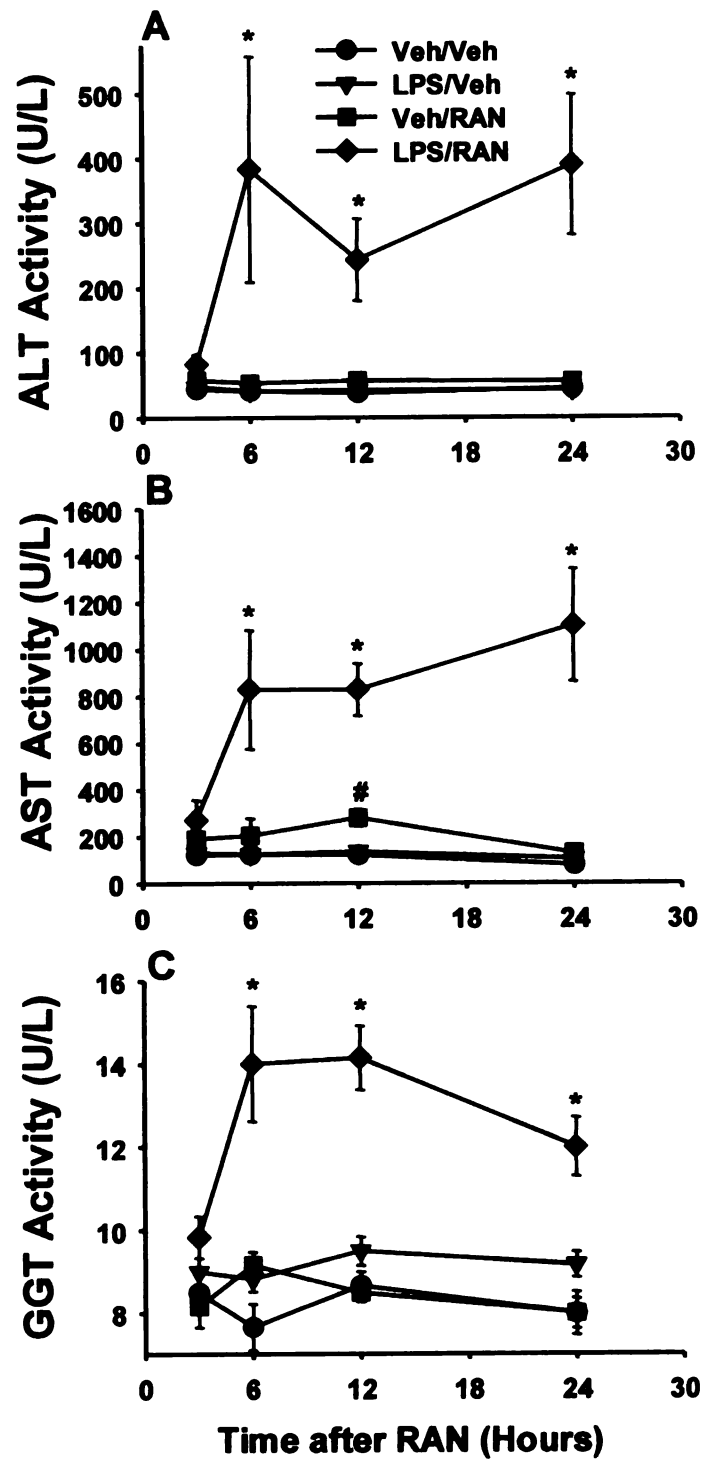 A
*
*
*
Veh/Veh
LPS/Veh
Veh/RAN
LPS/RAN
ALT Activity (U/L)
500
400
300
200
100
0
0 6 12 18 24 30
B
*
*
*
#
AST Activity (U/L)
1600
1400
1200
1000
800
600
400
200
0
0 6 12 18 24 30
C
*
*
*
GGT Activity (U/L)
16
14
12
10
8
0 6 12 18 24 30
Time after RAN (Hours)